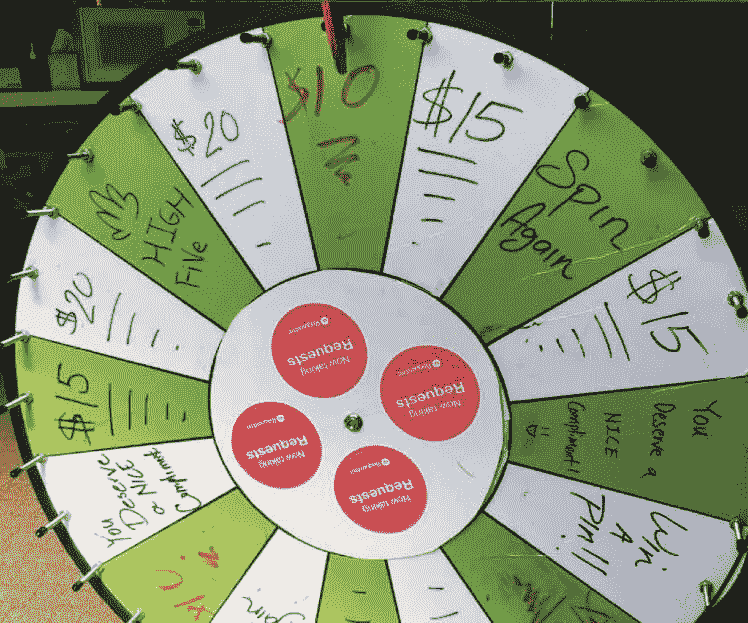 $10
$15
Spin
Again
$15
You
Deserve a
NICE
Compliment!
Win
A
Pin!!
You
Deserve
a NICE
Compliment
$15
$20
HIGH
Five
$20
Now taking
Requests
Now taking
Requests
Now taking
Requests
Now taking
Requests